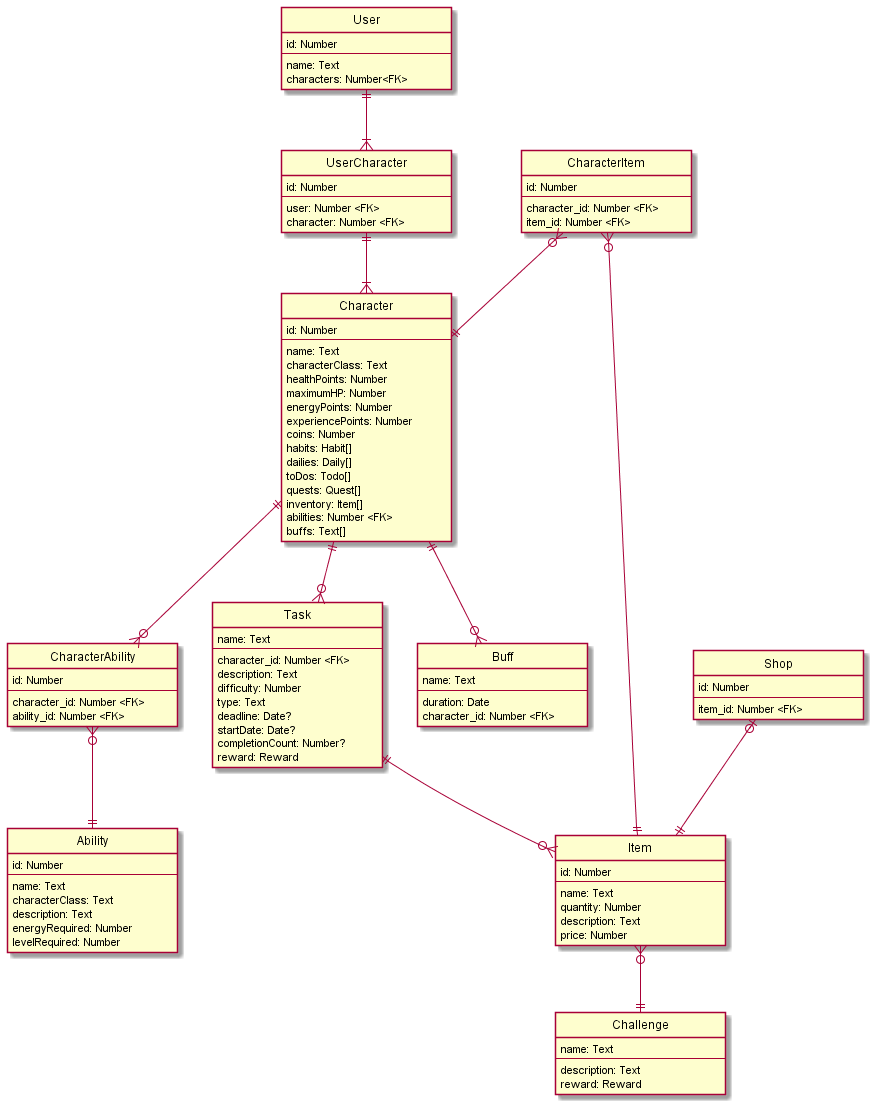 User
id: Number
name: Text
characters: Number<FK>
UserCharacter
id: Number
user: Number <FK>
character: Number <FK>
CharacterItem
id: Number
character_id: Number <FK>
item_id: Number <FK>
Character
id: Number
name: Text
characterClass: Text
healthPoints: Number
maximumHP: Number
energyPoints: Number
experiencePoints: Number
coins: Number
habits: Habit[]
dailies: Daily[]
toDos: Todo[]
quests: Quest[]
inventory: Item[]
abilities: Number <FK>
buffs: Text[]
CharacterAbility
id: Number
character_id: Number <FK>
ability_id: Number <FK>
Task
name: Text
character_id: Number <FK>
description: Text
difficulty: Number
type: Text
deadline: Date?
startDate: Date?
completionCount: Number?
reward: Reward
Buff
name: Text
duration: Date
character_id: Number <FK>
Shop
id: Number
item_id: Number <FK>
Ability
id: Number
name: Text
characterClass: Text
description: Text
energyRequired: Number
levelRequired: Number
Item
id: Number
name: Text
quantity: Number
description: Text
price: Number
Challenge
name: Text
description: Text
reward: Reward